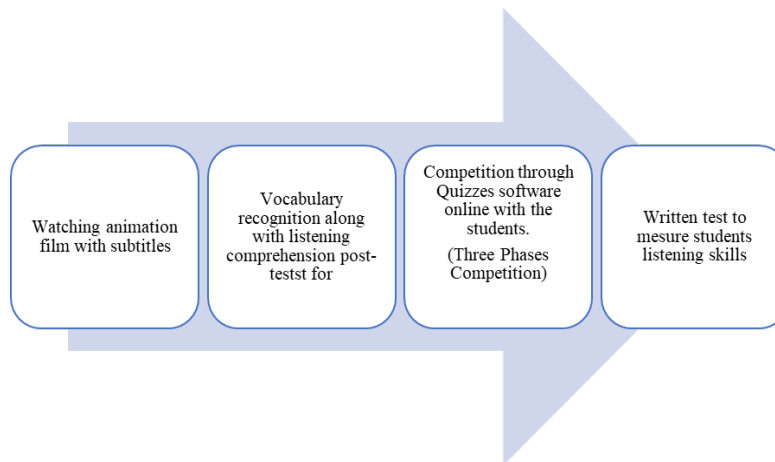 Watching animation
film with subtitles
Vocabulary
recognition along
with listening
comprehension post-
testst for
Competition through
Quizzes software
online with the
students.
(Three Phases
Competition)
Written test to
mesure students
listening skills